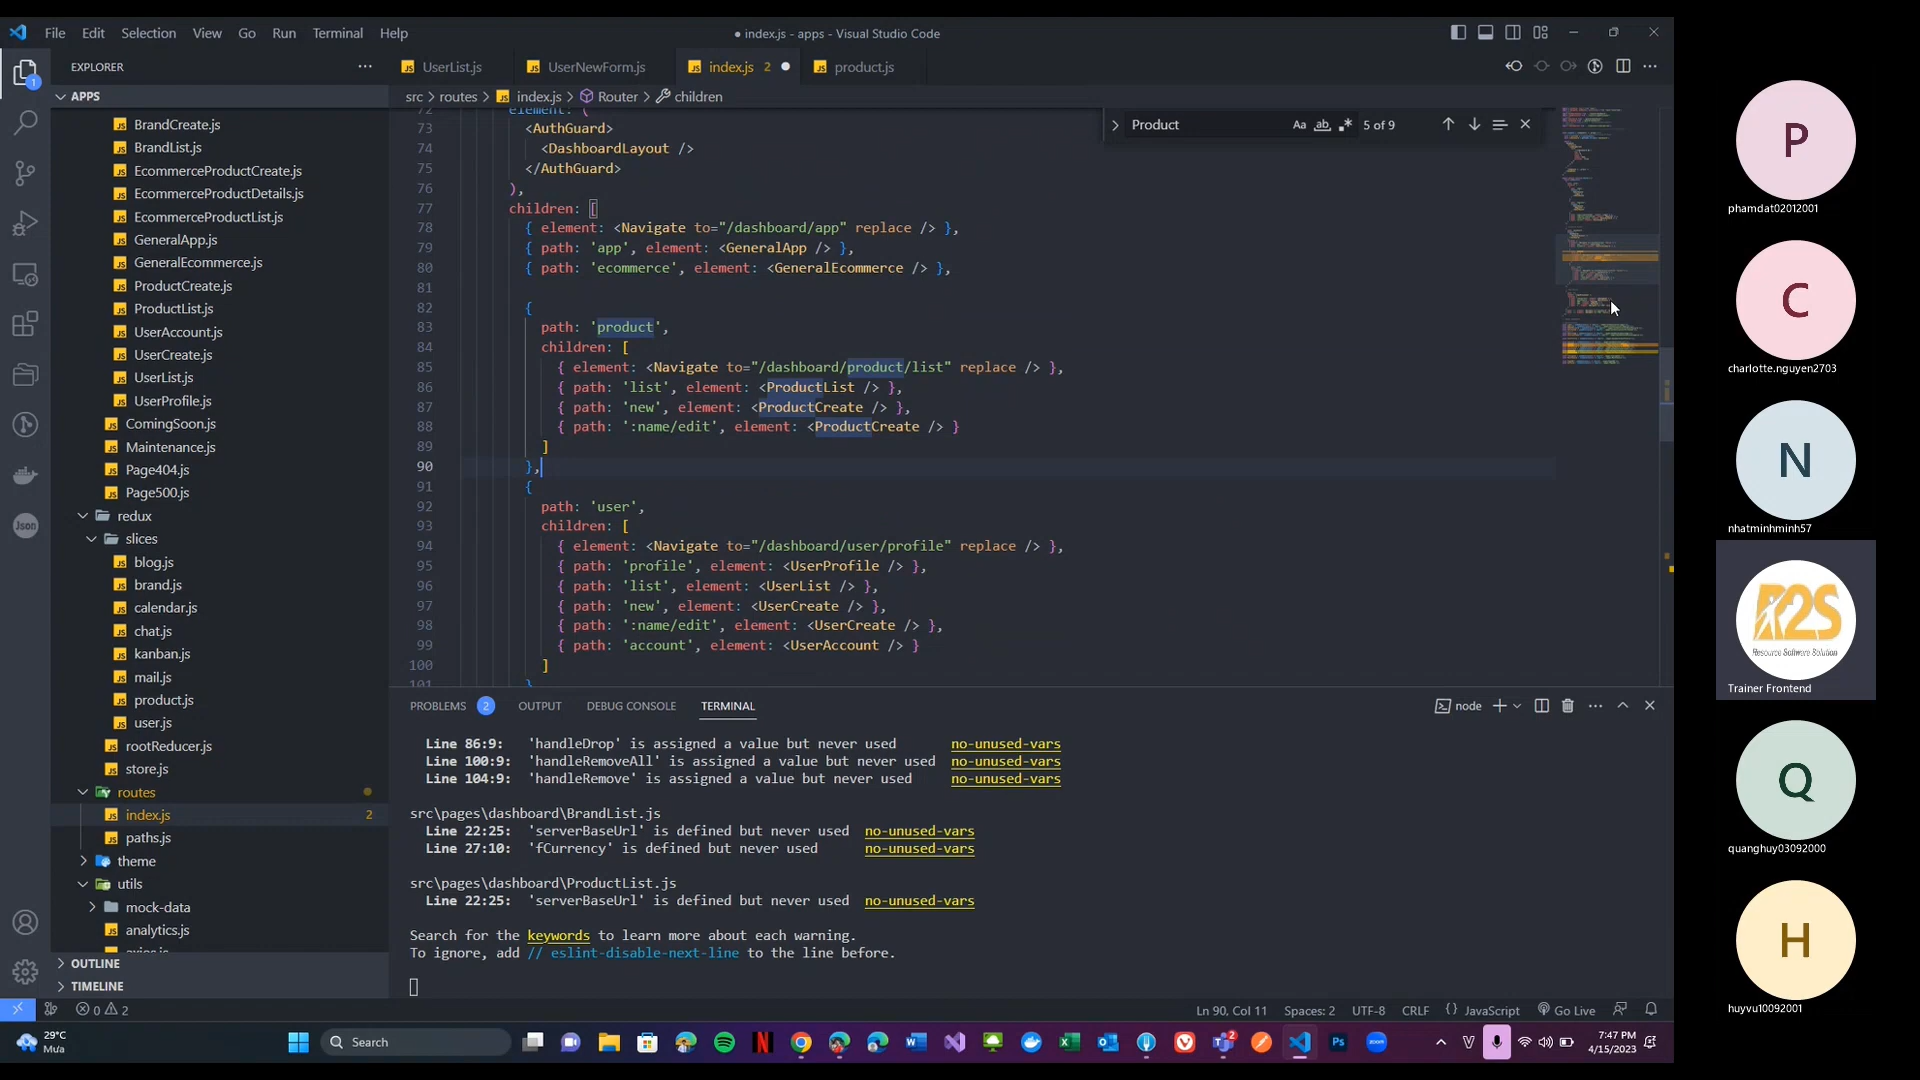 File Edit Selection View Go Run Terminal Help
● index.js - apps - Visual Studio Code
EXPLORER
APPS
BrandCreate.js
BrandList.js
EcommerceProductCreate.js
EcommerceProductDetails.js
EcommerceProductList.js
GeneralApp.js
GeneralEcommerce.js
ProductCreate.js
ProductList.js
UserAccount.js
UserCreate.js
UserList.js
UserProfile.js
ComingSoon.js
Maintenance.js
Page404.js
Page500.js
redux
slices
blog.js
brand.js
calendar.js
chat.js
kanban.js
mail.js
product.js
user.js
rootReducer.js
store.js
routes
index.js 2
paths.js
theme
utils
mock-data
analytics.js
axios.js
OUTLINE
TIMELINE
1
Json
UserList.js UserNewForm.js index.js 2 ● product.js
src > routes > index.js > Router > children
Product Aa ab 5 of 9
72 element: (
73 <AuthGuard>
74 <DashboardLayout />
75 </AuthGuard>
76 ),
77 children: [
78 { element: <Navigate to="/dashboard/app" replace /> },
79 { path: 'app', element: <GeneralApp /> },
80 { path: 'ecommerce', element: <GeneralEcommerce /> },
81
82 {
83 path: 'product',
84 children: [
85 { element: <Navigate to="/dashboard/product/list" replace /> },
86 { path: 'list', element: <ProductList /> },
87 { path: 'new', element: <ProductCreate /> },
88 { path: ':name/edit', element: <ProductCreate /> }
89 ]
90 },
91 {
92 path: 'user',
93 children: [
94 { element: <Navigate to="/dashboard/user/profile" replace /> },
95 { path: 'profile', element: <UserProfile /> },
96 { path: 'list', element: <UserList /> },
97 { path: 'new', element: <UserCreate /> },
98 { path: ':name/edit', element: <UserCreate /> },
99 { path: 'account', element: <UserAccount /> }
100 ]
101 }
PROBLEMS 2 OUTPUT DEBUG CONSOLE TERMINAL
node
Line 86:9: 'handleDrop' is assigned a value but never used no-unused-vars
Line 100:9: 'handleRemoveAll' is assigned a value but never used no-unused-vars
Line 104:9: 'handleRemove' is assigned a value but never used no-unused-vars
src\pages\dashboard\BrandList.js
Line 22:25: 'serverBaseUrl' is defined but never used no-unused-vars
Line 27:10: 'fCurrency' is defined but never used no-unused-vars
src\pages\dashboard\ProductList.js
Line 22:25: 'serverBaseUrl' is defined but never used no-unused-vars
Search for the keywords to learn more about each warning.
To ignore, add // eslint-disable-next-line to the line before.
0 2
Ln 90, Col 11 Spaces: 2 UTF-8 CRLF {} JavaScript Go Live
29°C
Mưa
Search
2
Ps
zoom
7:47 PM
4/15/2023
P
phamdat02012001
C
charlotte.nguyen2703
N
nhatminhminh57
R2S
Resource Software Solution
Trainer Frontend
Q
quanghuy03092000
H
huyvu10092001